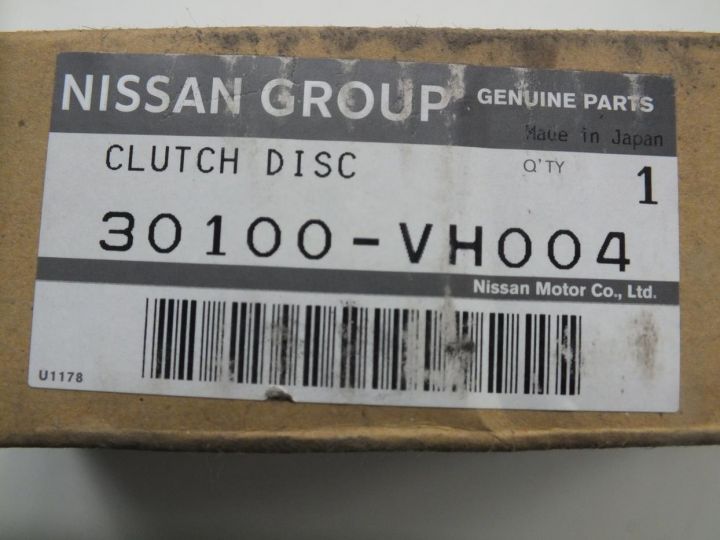 NISSAN GROUP GENUINE PARTS
Made in Japan
CLUTCH DISC Q'TY 1
30100-VH004
Nissan Motor Co., Ltd.
U1178